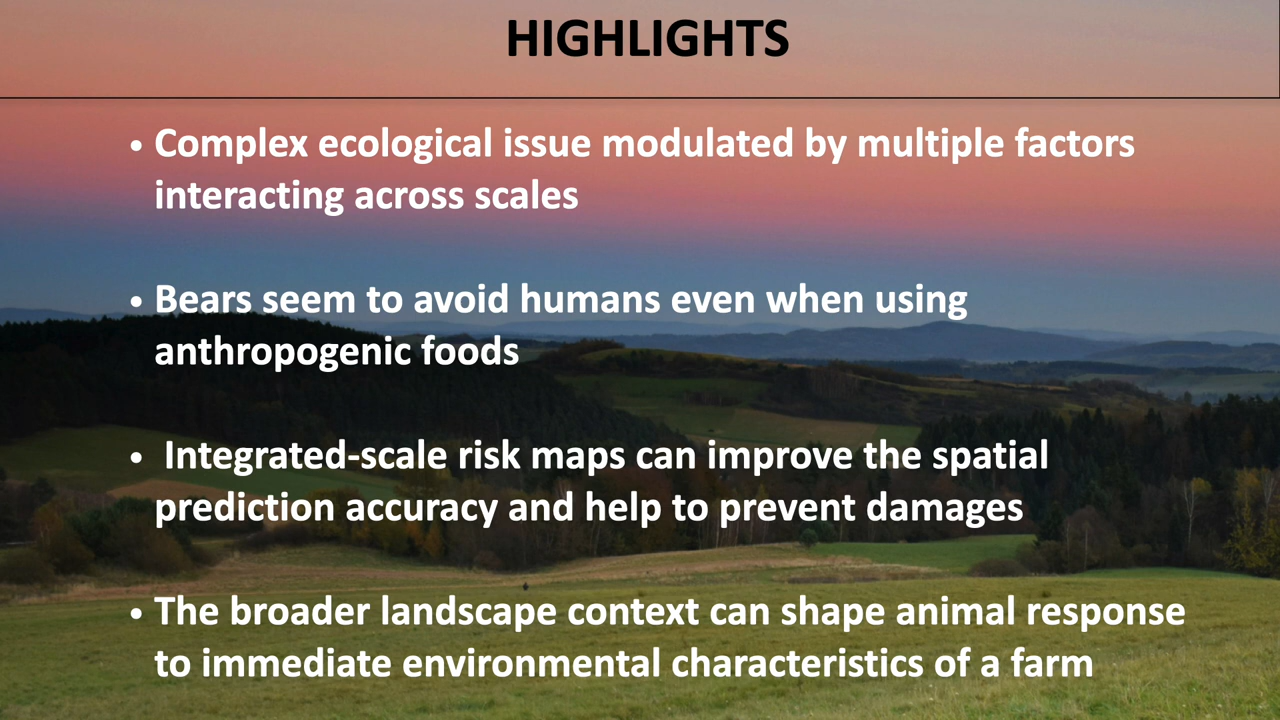 HIGHLIGHTS
• Complex ecological issue modulated by multiple factors
interacting across scales
• Bears seem to avoid humans even when using
anthropogenic foods
• Integrated-scale risk maps can improve the spatial
prediction accuracy and help to prevent damages
• The broader landscape context can shape animal response
to immediate environmental characteristics of a farm